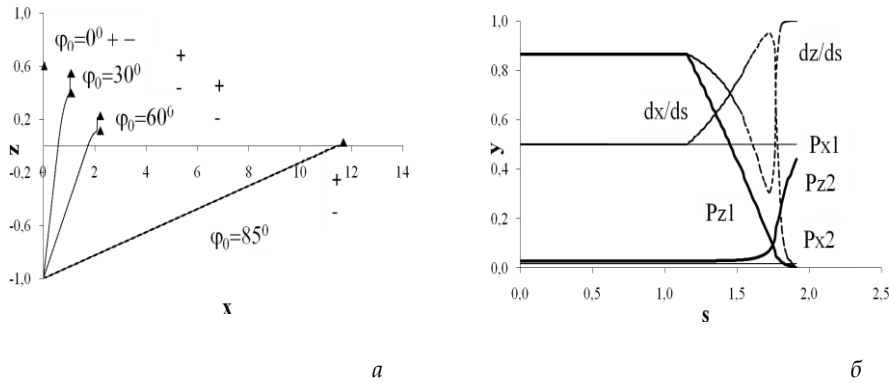 1,0
0,6
0,2
-0,2
-0,6
-1,0
z
φ₀=0⁰ + −
φ₀=30⁰
φ₀=60⁰
φ₀=85⁰
+
-
+
-
+
-
0 2 4 6 8 10 12 14
x
а
1,0
0,8
0,6
0,4
0,2
0,0
y
dz/ds
dx/ds
Px1
Pz2
Pz1
Px2
0,0 0,5 1,0 1,5 2,0 2,5
s
б